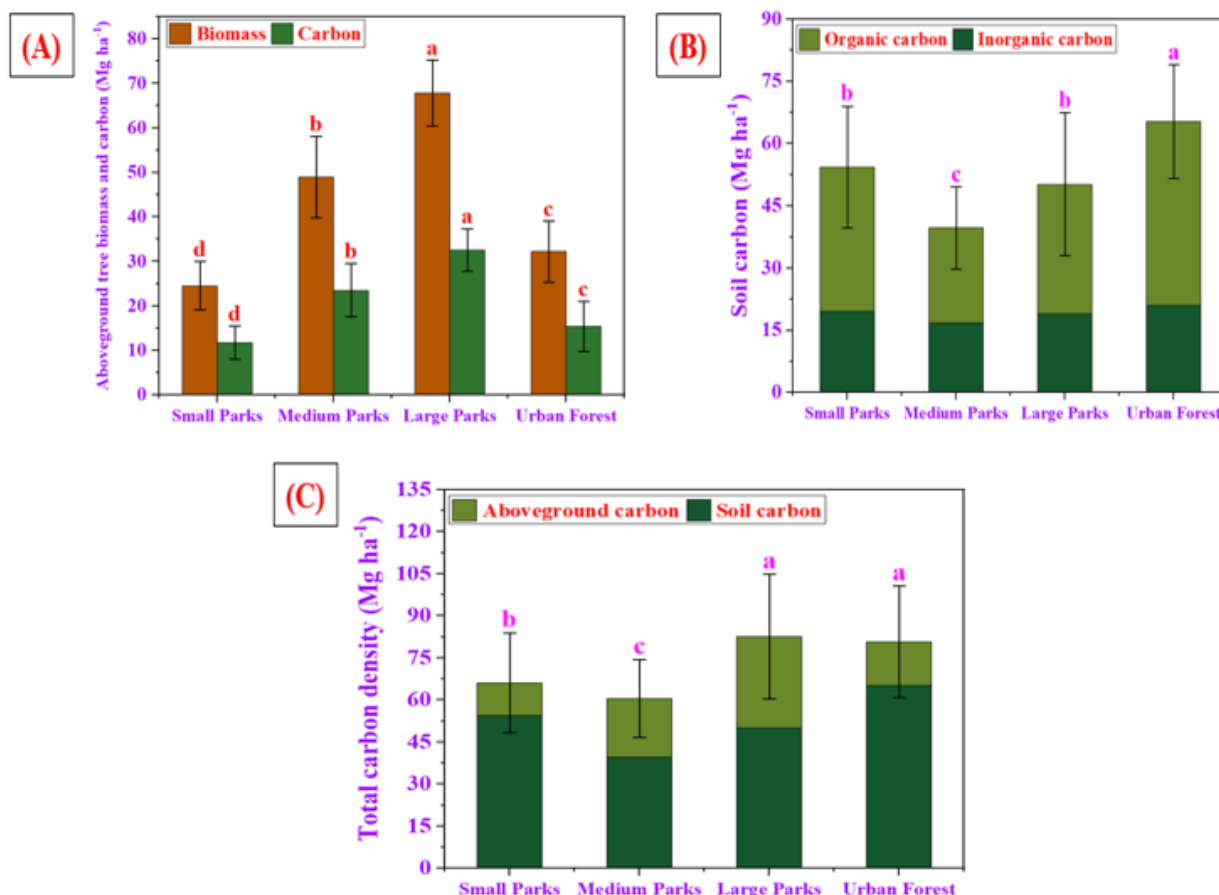 (A)
Biomass Carbon
Aboveground tree biomass and carbon (Mg ha⁻¹)
80
70
60
50
40
30
20
10
0
d
d
b
b
a
a
c
c
Small Parks Medium Parks Large Parks Urban Forest
(B)
Organic carbon Inorganic carbon
Soil carbon (Mg ha⁻¹)
90
75
60
45
30
15
0
b
c
b
a
Small Parks Medium Parks Large Parks Urban Forest
(C)
Aboveground carbon Soil carbon
Total carbon density (Mg ha⁻¹)
135
120
105
90
75
60
45
30
15
0
b
c
a
a
Small Parks Medium Parks Large Parks Urban Forest